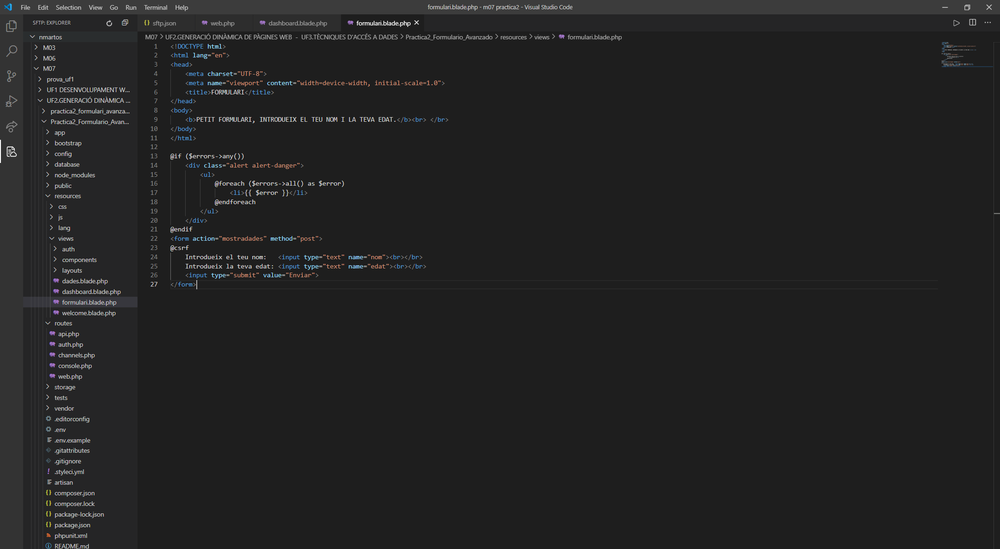 File Edit Selection View Go Run Terminal Help
formulari.blade.php - m07 practica2 - Visual Studio Code
SFTP: EXPLORER
nmartos
M03
M06
M07
prova_uf1
UF1 DESENVOLUPAMENT W...
UF2.GENERACIÓ DINÀMICA ...
practica2_formulari_avanza...
Practica2_Formulario_Avan...
app
bootstrap
config
database
node_modules
public
resources
css
js
lang
views
auth
components
layouts
dades.blade.php
dashboard.blade.php
formulari.blade.php
welcome.blade.php
routes
api.php
auth.php
channels.php
console.php
web.php
storage
tests
vendor
.editorconfig
.env
.env.example
.gitattributes
.gitignore
.styleci.yml
artisan
composer.json
composer.lock
package-lock.json
package.json
phpunit.xml
README.md
sftp.json web.php dashboard.blade.php formulari.blade.php
M07 > UF2.GENERACIÓ DINÀMICA DE PÀGINES WEB - UF3.TÈCNIQUES D'ACCÉS A DADES > Practica2_Formulario_Avanzado > resources > views > formulari.blade.php
1 <!DOCTYPE html>
2 <html lang="en">
3 <head>
4 <meta charset="UTF-8">
5 <meta name="viewport" content="width=device-width, initial-scale=1.0">
6 <title>FORMULARI</title>
7 </head>
8 <body>
9 <b>PETIT FORMULARI, INTRODUEIX EL TEU NOM I LA TEVA EDAT.</b><br> </br>
10 </body>
11 </html>
12
13 @if ($errors->any())
14 <div class="alert alert-danger">
15 <ul>
16 @foreach ($errors->all() as $error)
17 <li>{{ $error }}</li>
18 @endforeach
19 </ul>
20 </div>
21 @endif
22 <form action="mostradades" method="post">
23 @csrf
24 Introdueix el teu nom: <input type="text" name="nom"><br></br>
25 Introdueix la teva edat: <input type="text" name="edat"><br></br>
26 <input type="submit" value="Enviar">
27 </form>